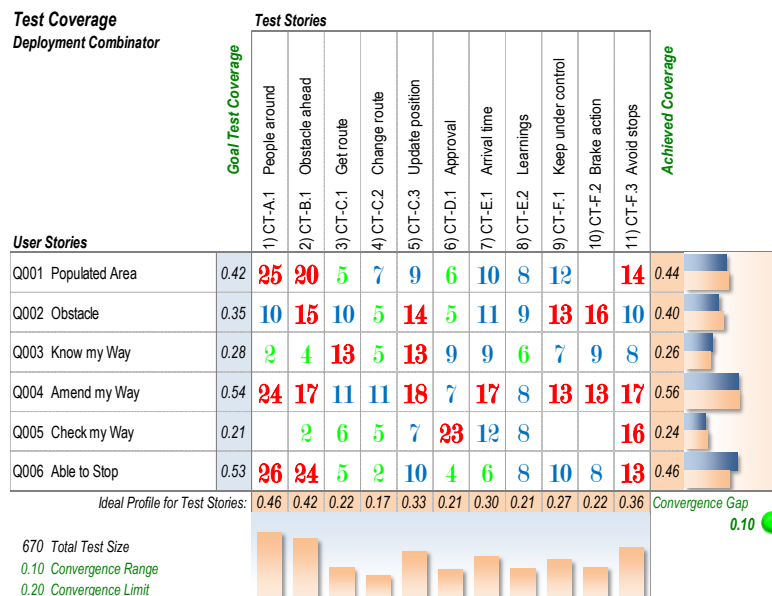 Test Coverage
Deployment Combinator
Test Stories
Goal Test Coverage
1) CT-A.1 People around
2) CT-B.1 Obstacle ahead
3) CT-C.1 Get route
4) CT-C.2 Change route
5) CT-C.3 Update position
6) CT-D.1 Approval
7) CT-E.1 Arrival time
8) CT-E.2 Learnings
9) CT-F.1 Keep under control
10) CT-F.2 Brake action
11) CT-F.3 Avoid stops
Achieved Coverage
User Stories
Q001 Populated Area 0.42 25 20 5 7 9 6 10 8 12 14 0.44
Q002 Obstacle 0.35 10 15 10 5 14 5 11 9 13 16 10 0.40
Q003 Know my Way 0.28 2 4 13 5 13 9 9 6 7 9 8 0.26
Q004 Amend my Way 0.54 24 17 11 11 18 7 17 8 13 13 17 0.56
Q005 Check my Way 0.21 2 6 5 7 23 12 8 16 0.24
Q006 Able to Stop 0.53 26 24 5 2 10 4 6 8 10 8 13 0.46
Ideal Profile for Test Stories: 0.46 0.42 0.22 0.17 0.33 0.21 0.30 0.21 0.27 0.22 0.36 Convergence Gap
0.10
670 Total Test Size
0.10 Convergence Range
0.20 Convergence Limit